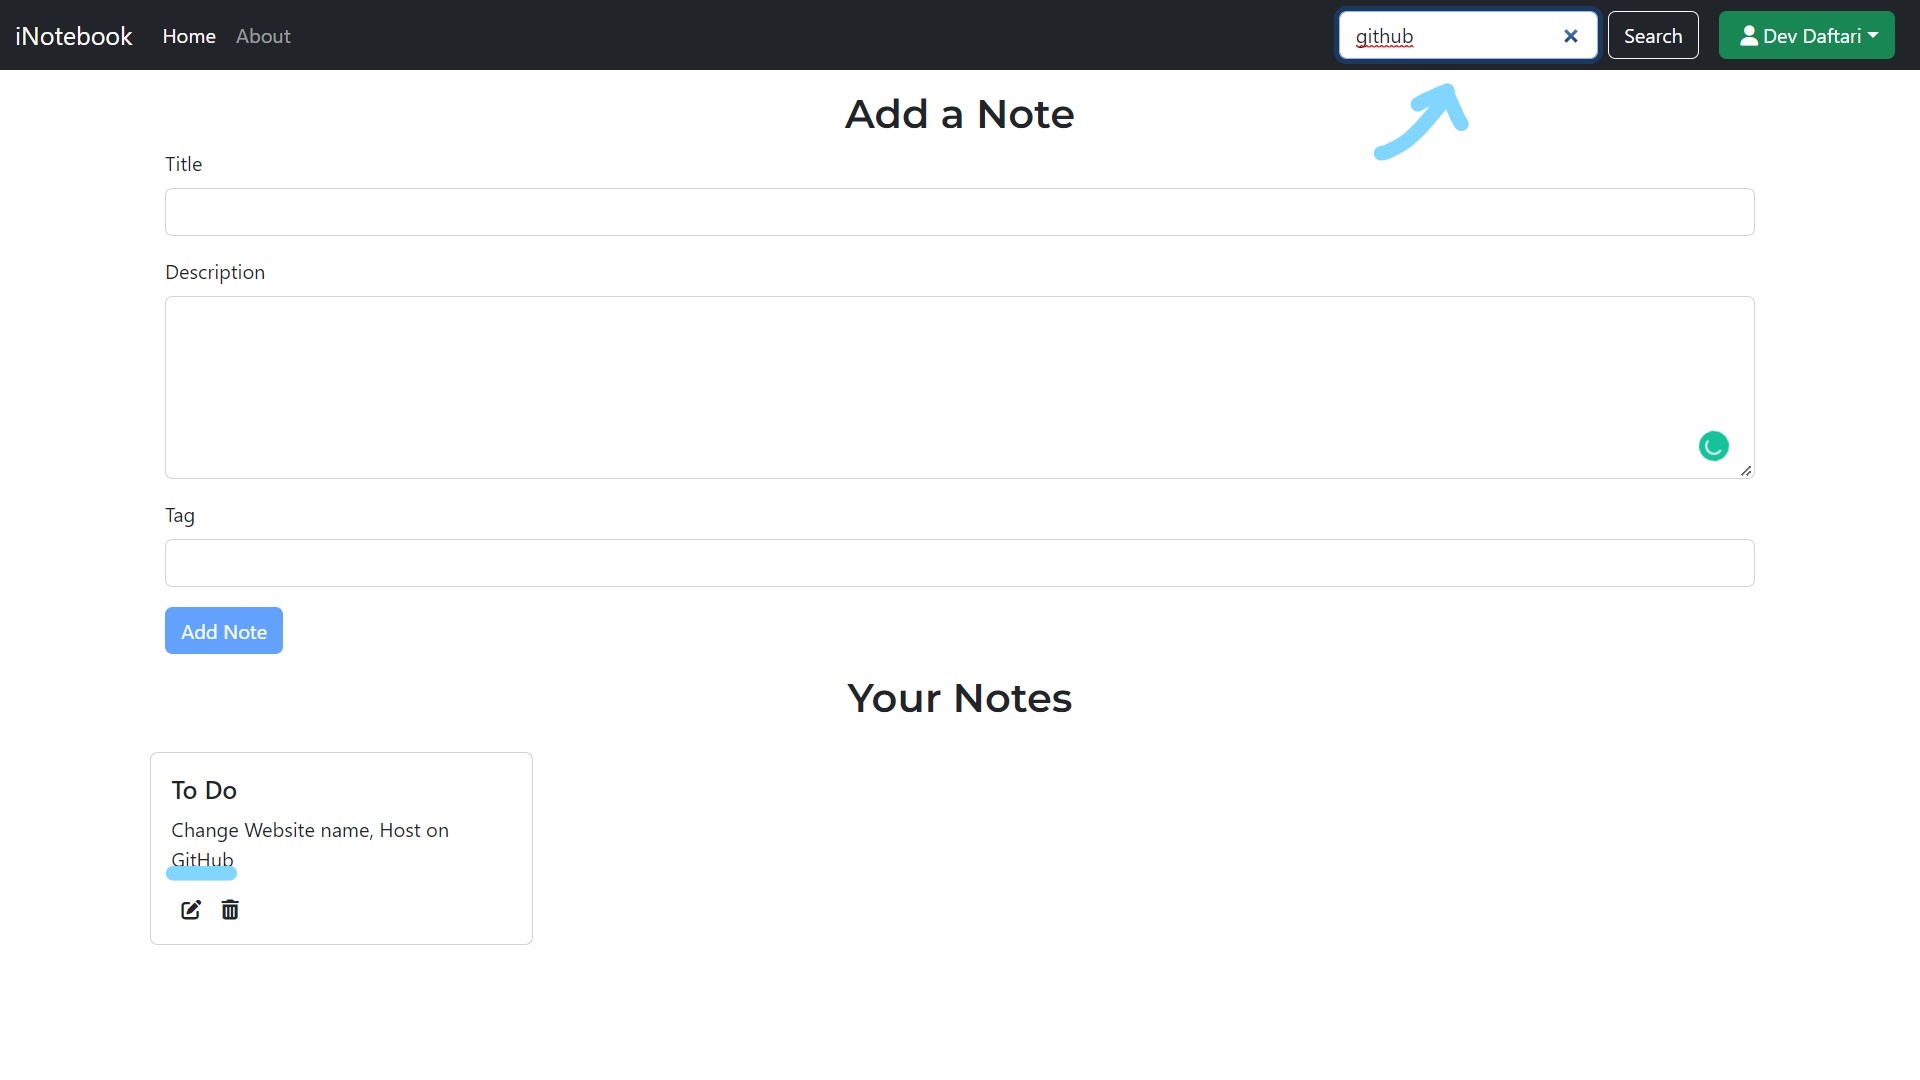 iNotebook Home About github Search Dev Daftari
Add a Note
Title
Description
Tag
Add Note
Your Notes
To Do
Change Website name, Host on
GitHub